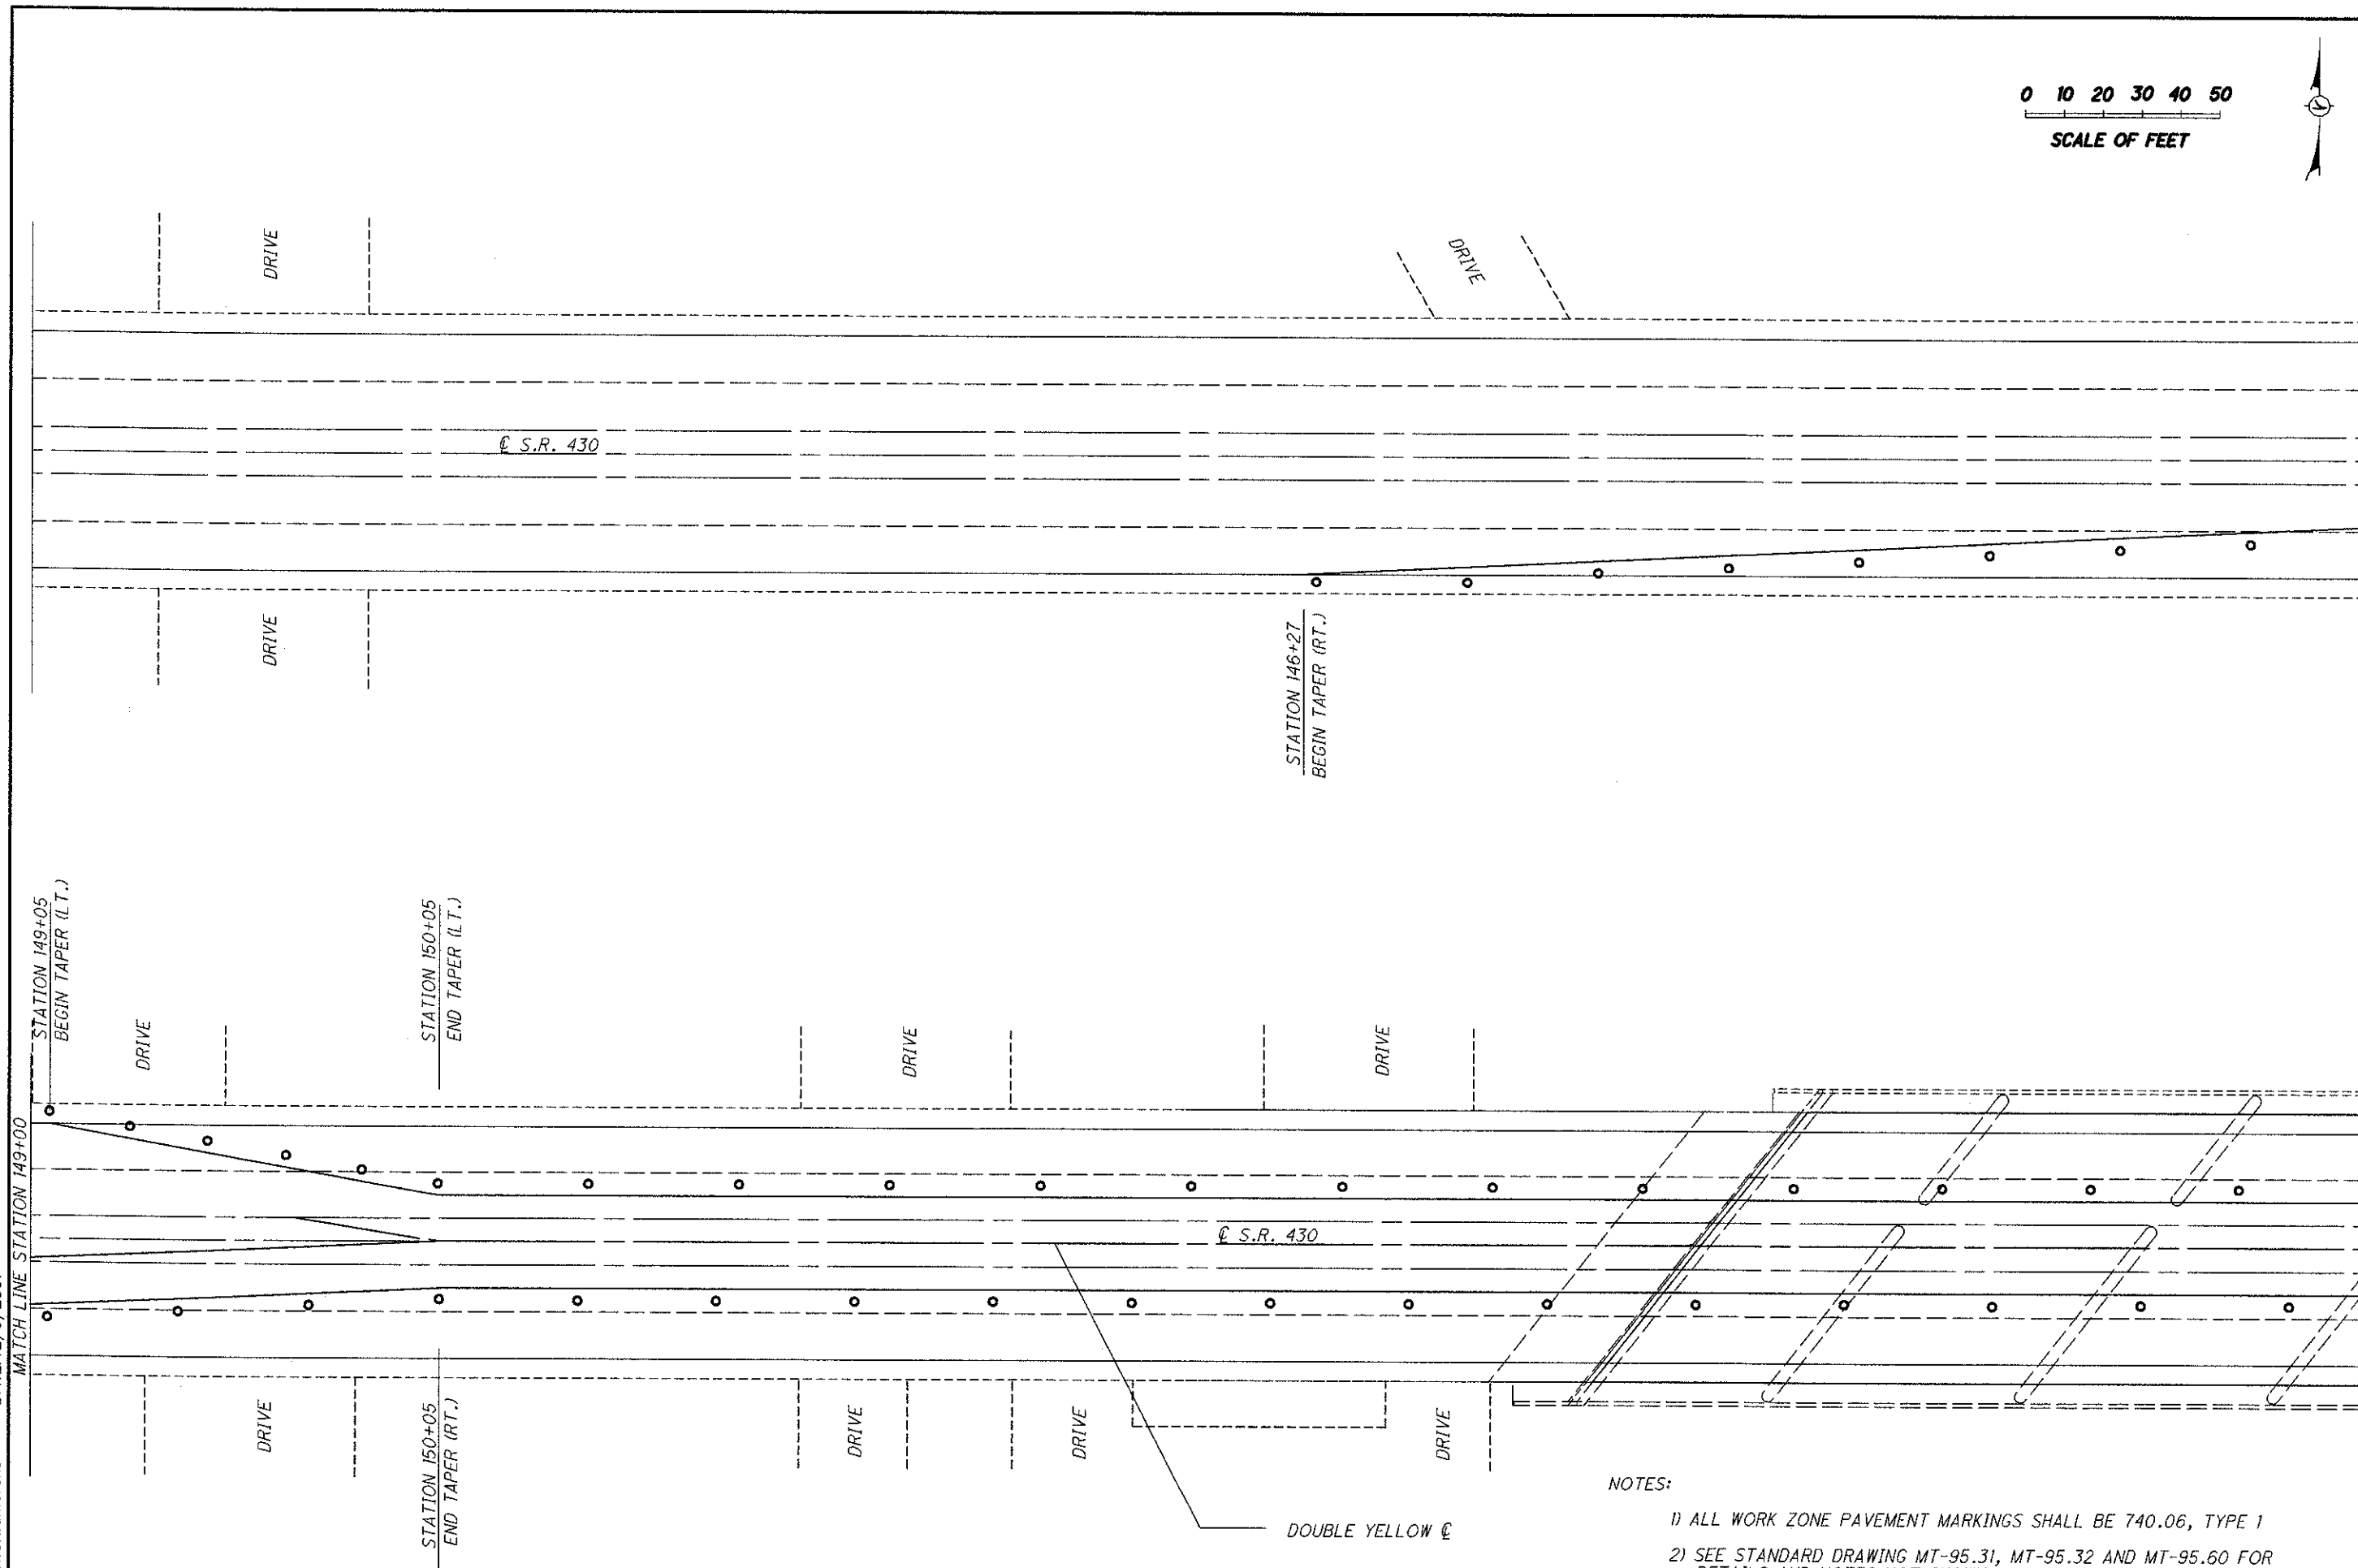 0 10 20 30 40 50
SCALE OF FEET
DRIVE
DRIVE
℄ S.R. 430
DRIVE
STATION 146+27
BEGIN TAPER (RT.)
STATION 149+05
BEGIN TAPER (LT.)
STATION 150+05
END TAPER (LT.)
DRIVE
DRIVE
DRIVE
MATCH LINE STATION 149+00
℄ S.R. 430
DRIVE
STATION 150+05
END TAPER (RT.)
DRIVE
DRIVE
DRIVE
DOUBLE YELLOW ℄
NOTES:
1) ALL WORK ZONE PAVEMENT MARKINGS SHALL BE 740.06, TYPE 1
2) SEE STANDARD DRAWING MT-95.31, MT-95.32 AND MT-95.60 FOR